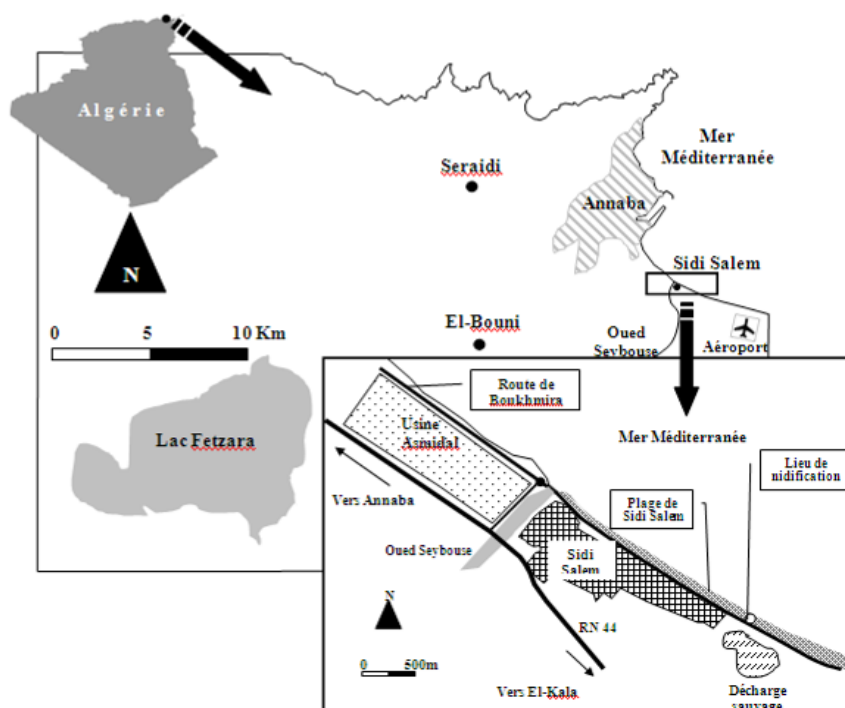 Algérie
Mer
Méditerranée
Seraidi
Annaba
N
Sidi Salem
0 5 10 Km
El-Bouni
Oued
Seybouse
Aéroport
Lac Fetzara
Route de
Boukhmira
Usine
Asmidal
Mer Méditerranée
Lieu de
nidification
Vers Annaba
Plage de
Sidi Salem
Oued Seybouse
Sidi
Salem
N
RN 44
0 500m
Vers El-Kala
Décharge
sauvage